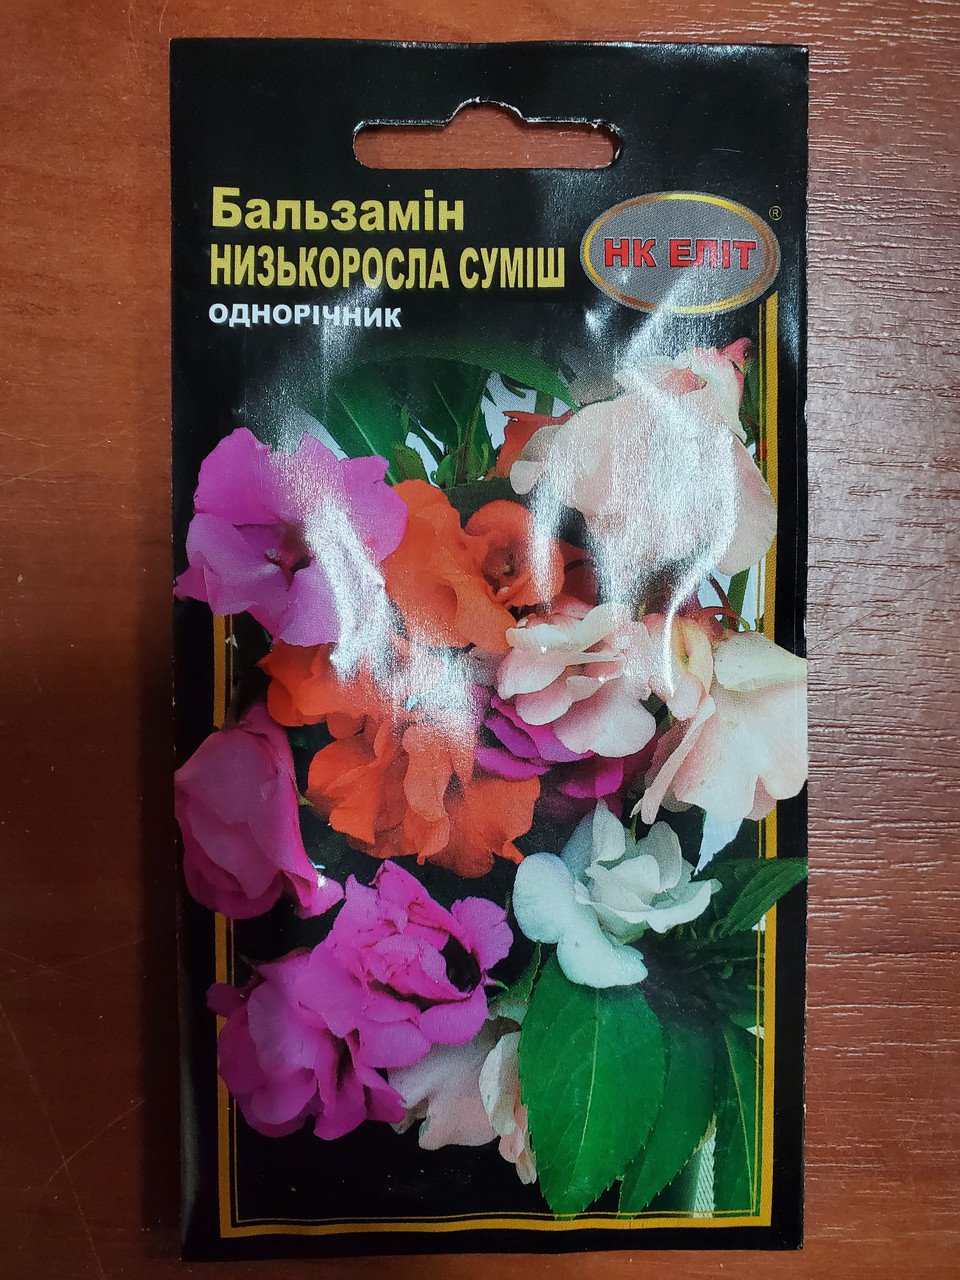 Бальзамін
НИЗЬКОРОСЛА СУМІШ
ОДНОРІЧНИК
НК ЕЛІТ
®